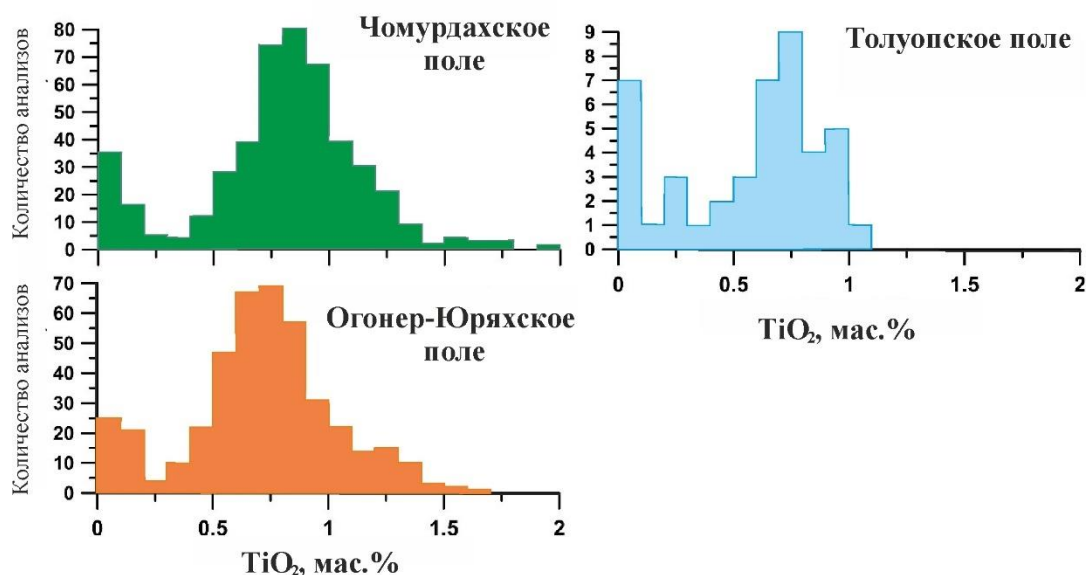 Чомурдахское
поле
Количество анализов
80
70
60
50
40
30
20
10
0
Толуопское поле
9
8
7
6
5
4
3
2
1
0
0 0.5 1 1.5 2
TiO₂, мас.%
Огонер-Юряхское
поле
Количество анализов
70
60
50
40
30
20
10
0
0 0.5 1 1.5 2
TiO₂, мас.%